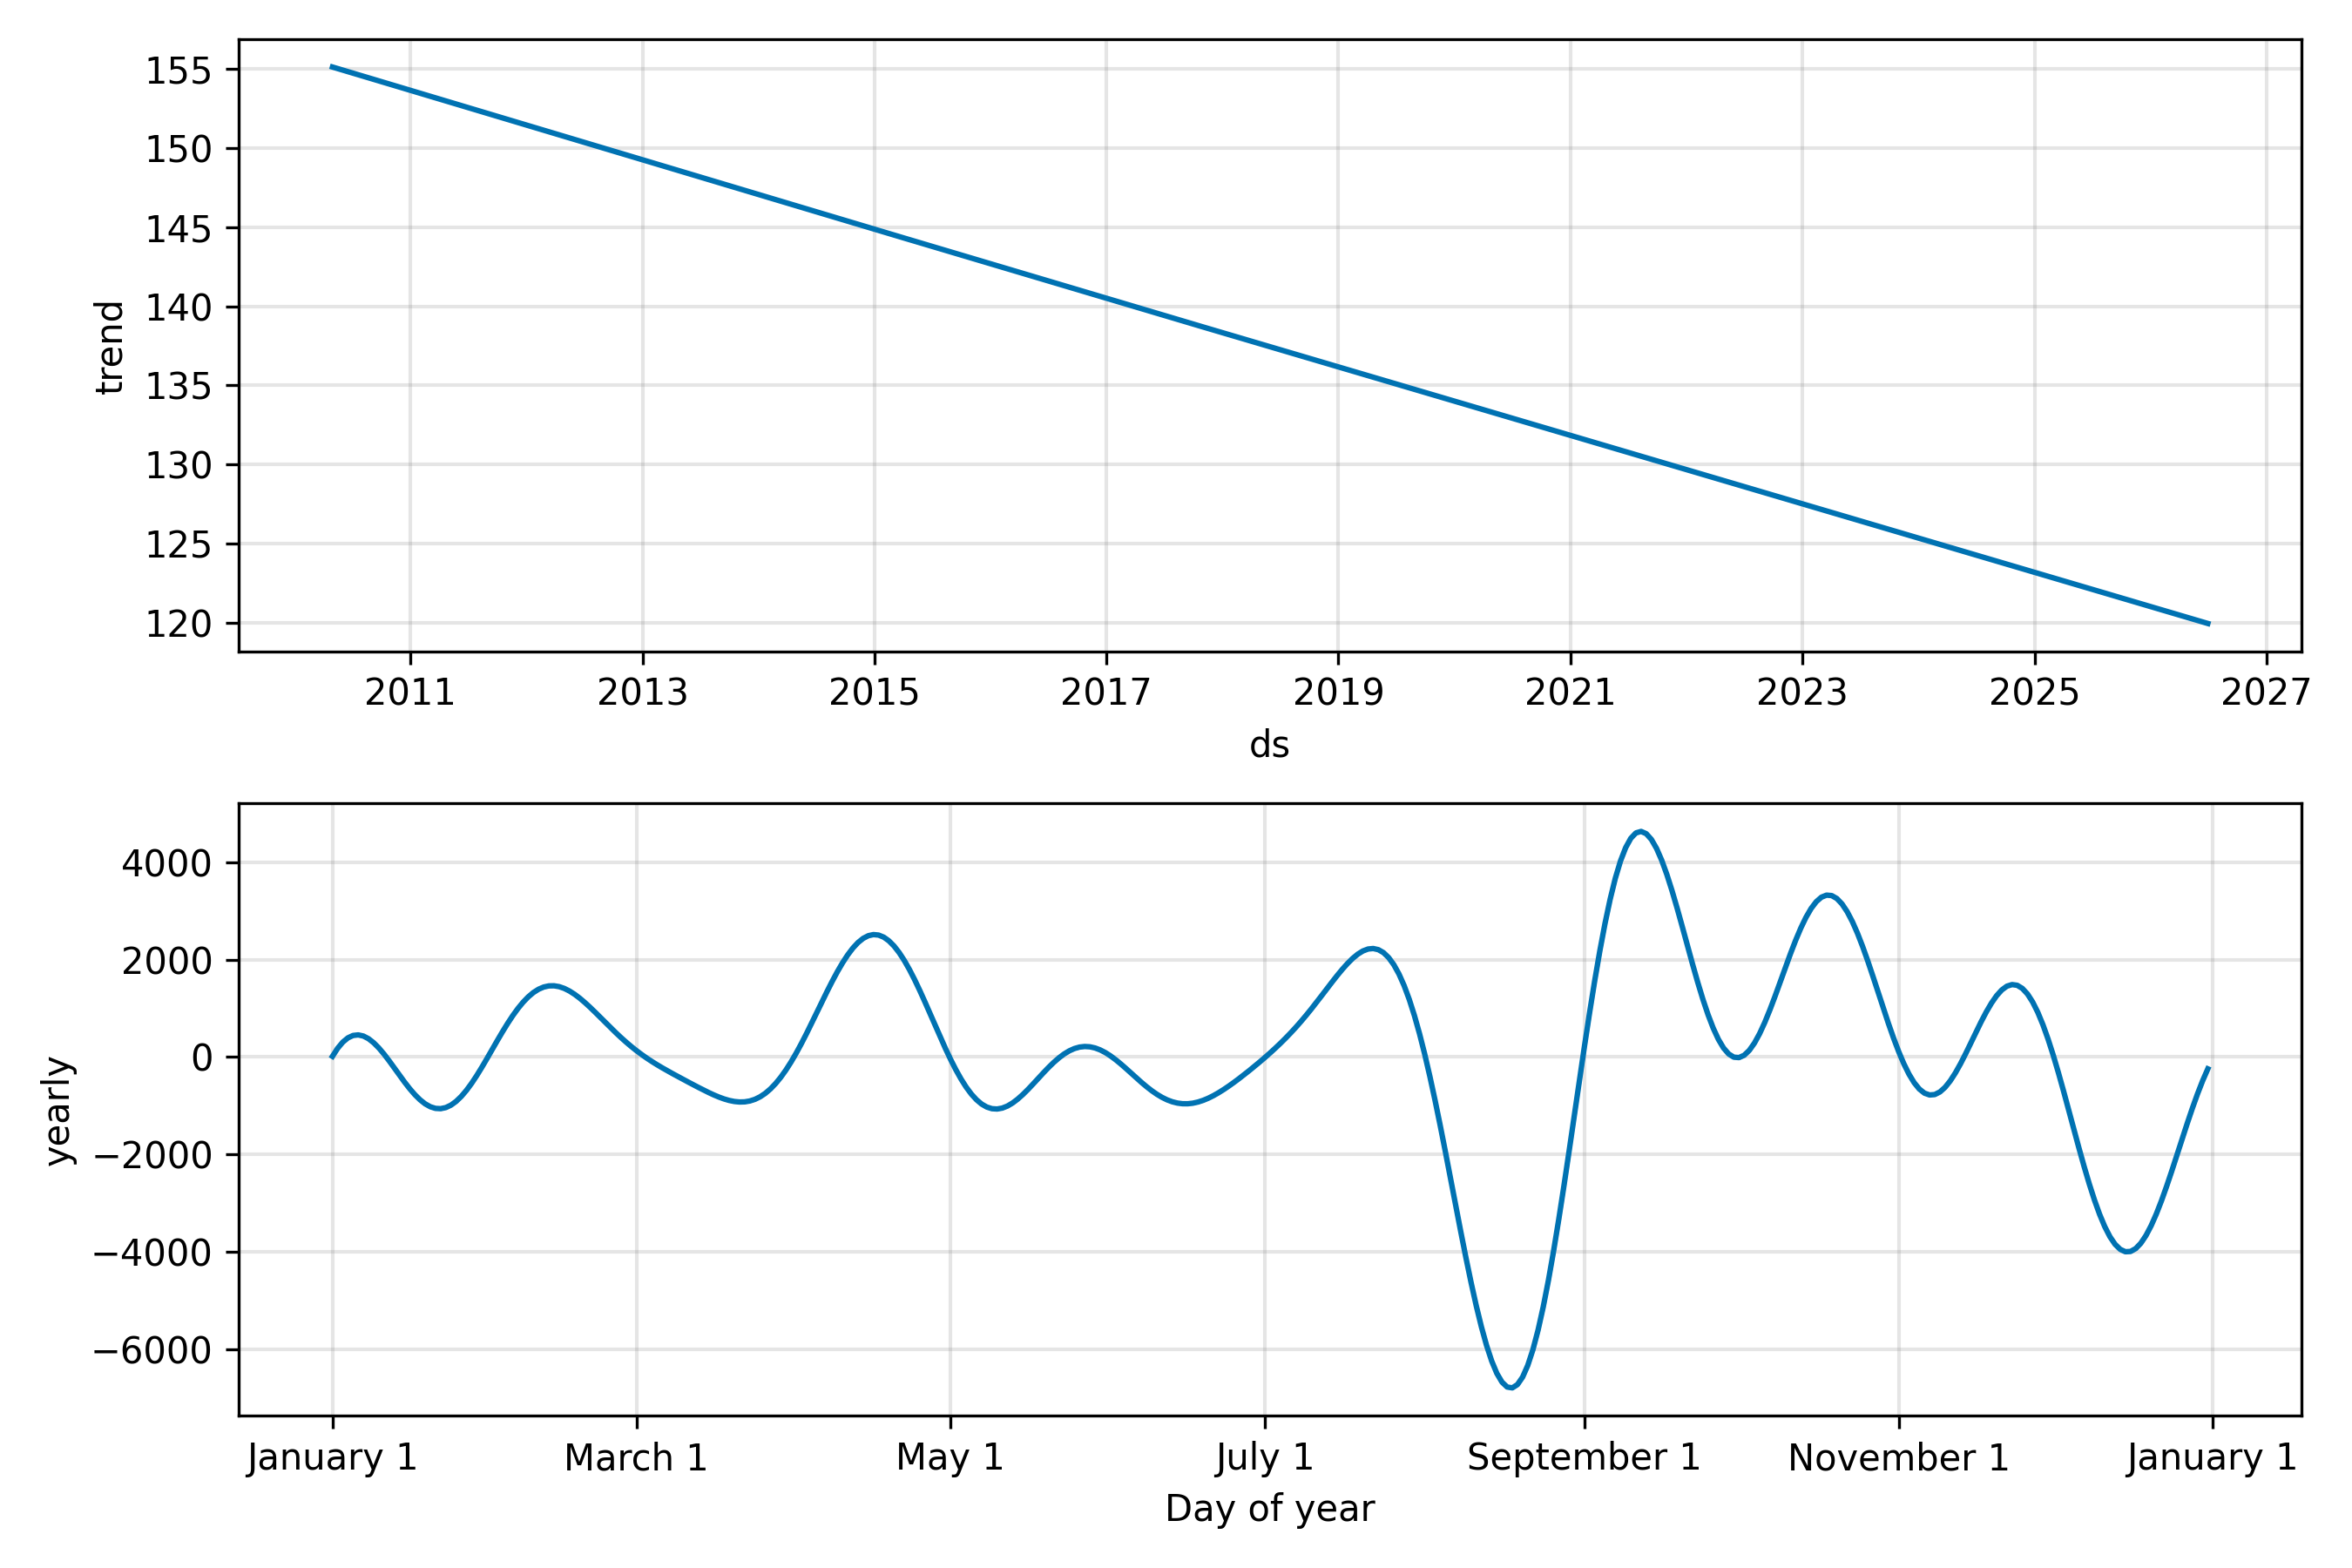 155
150
145
140
135
130
125
120
trend
2011 2013 2015 2017 2019 2021 2023 2025 2027
ds
4000
2000
0
−2000
−4000
−6000
yearly
January 1 March 1 May 1 July 1 September 1 November 1 January 1
Day of year